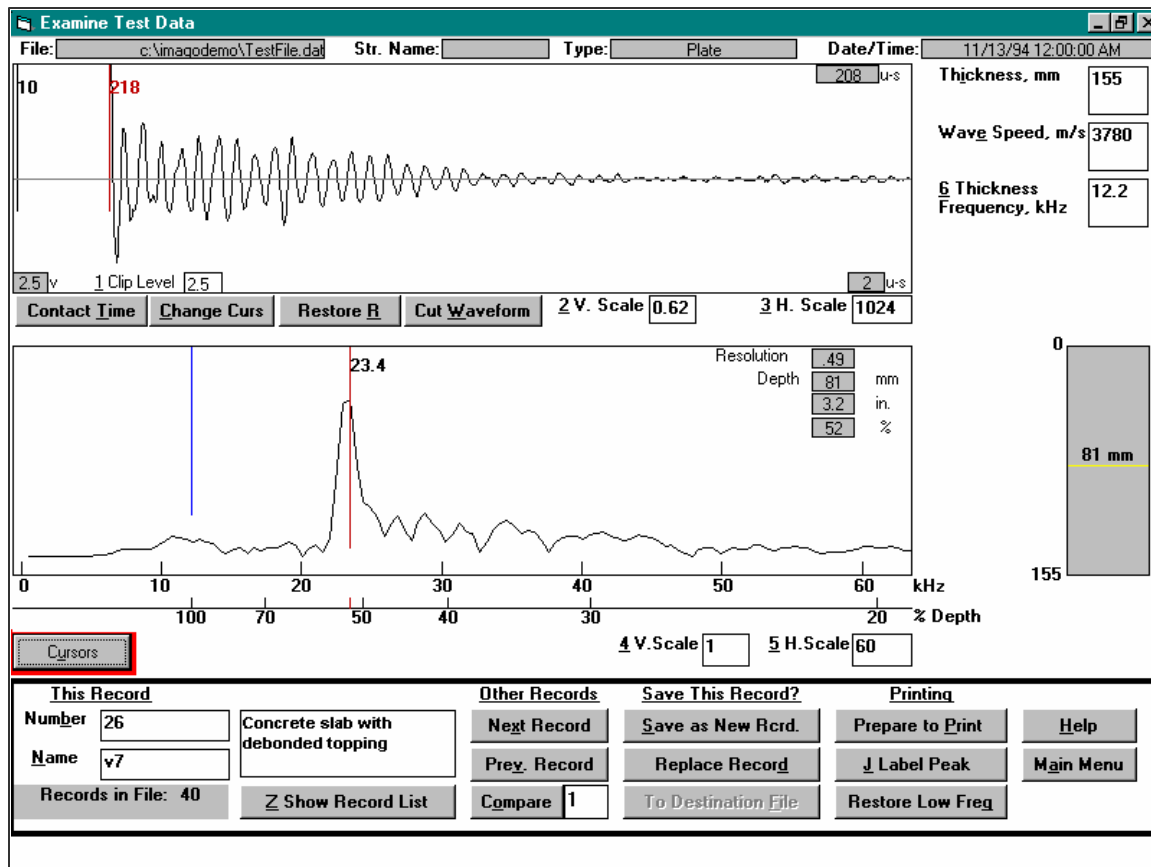 Examine Test Data
File: c:\imagodemo\TestFile.dat Str. Name: Type: Plate Date/Time: 11/13/94 12:00:00 AM
10 218 208 u-s
Thickness, mm 155
Wave Speed, m/s 3780
6 Thickness Frequency, kHz 12.2
2.5 v 1 Clip Level 2.5 2 u-s
Contact Time Change Curs Restore R Cut Waveform 2 V. Scale 0.62 3 H. Scale 1024
23.4
Resolution .49
Depth 81 mm
3.2 in.
52 %
0
81 mm
155
0 10 20 30 40 50 60 kHz
100 70 50 40 30 20 % Depth
Cursors 4 V.Scale 1 5 H.Scale 60
This Record Other Records Save This Record? Printing
Number 26 Concrete slab with debonded topping Next Record Save as New Rcrd. Prepare to Print Help
Name v7 Prev. Record Replace Record J Label Peak Main Menu
Records in File: 40 Z Show Record List Compare 1 To Destination File Restore Low Freq